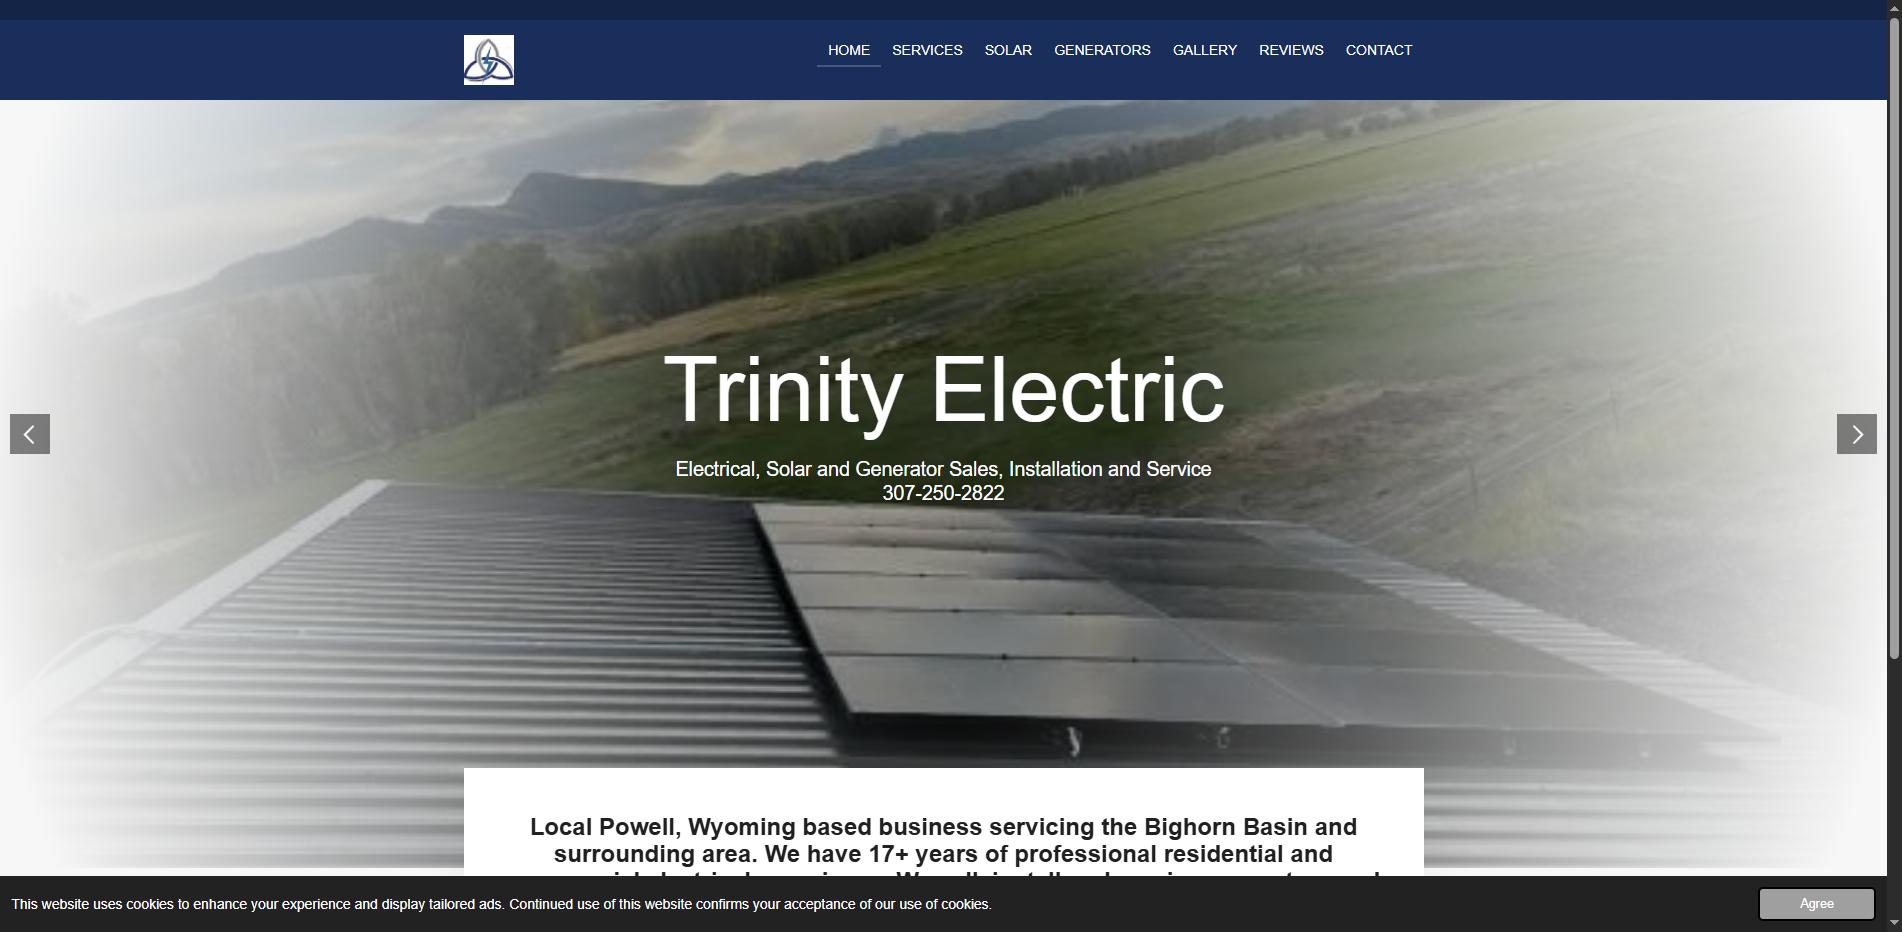 HOME SERVICES SOLAR GENERATORS GALLERY REVIEWS CONTACT
Trinity Electric
Electrical, Solar and Generator Sales, Installation and Service
307-250-2822
Local Powell, Wyoming based business servicing the Bighorn Basin and
surrounding area. We have 17+ years of professional residential and
This website uses cookies to enhance your experience and display tailored ads. Continued use of this website confirms your acceptance of our use of cookies.
Agree